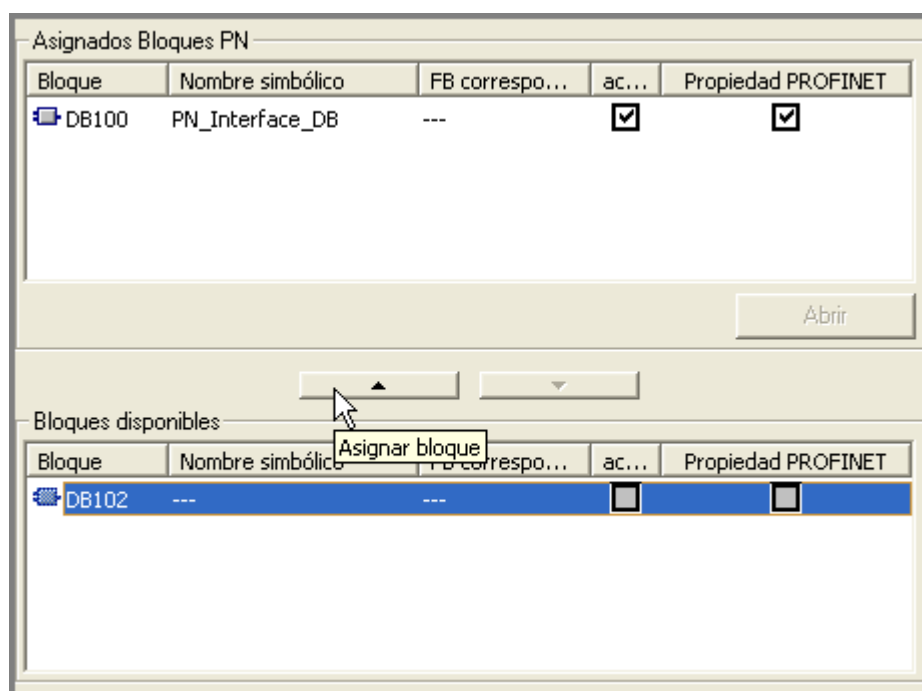 Asignados Bloques PN
Bloque Nombre simbólico FB correspo... ac... Propiedad PROFINET
DB100 PN_Interface_DB ---
Abrir
Bloques disponibles
Asignar bloque
Bloque Nombre simbólico FB correspo... ac... Propiedad PROFINET
DB102 --- ---